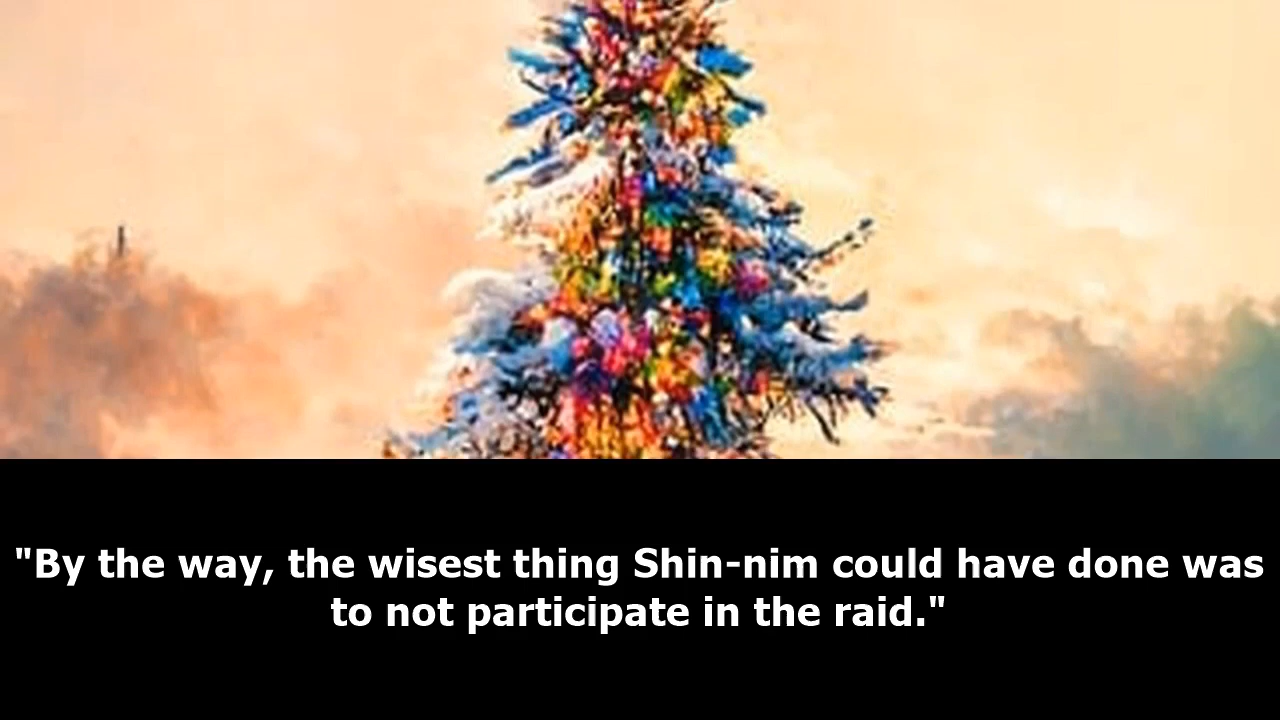 "By the way, the wisest thing Shin-nim could have done was
to not participate in the raid."